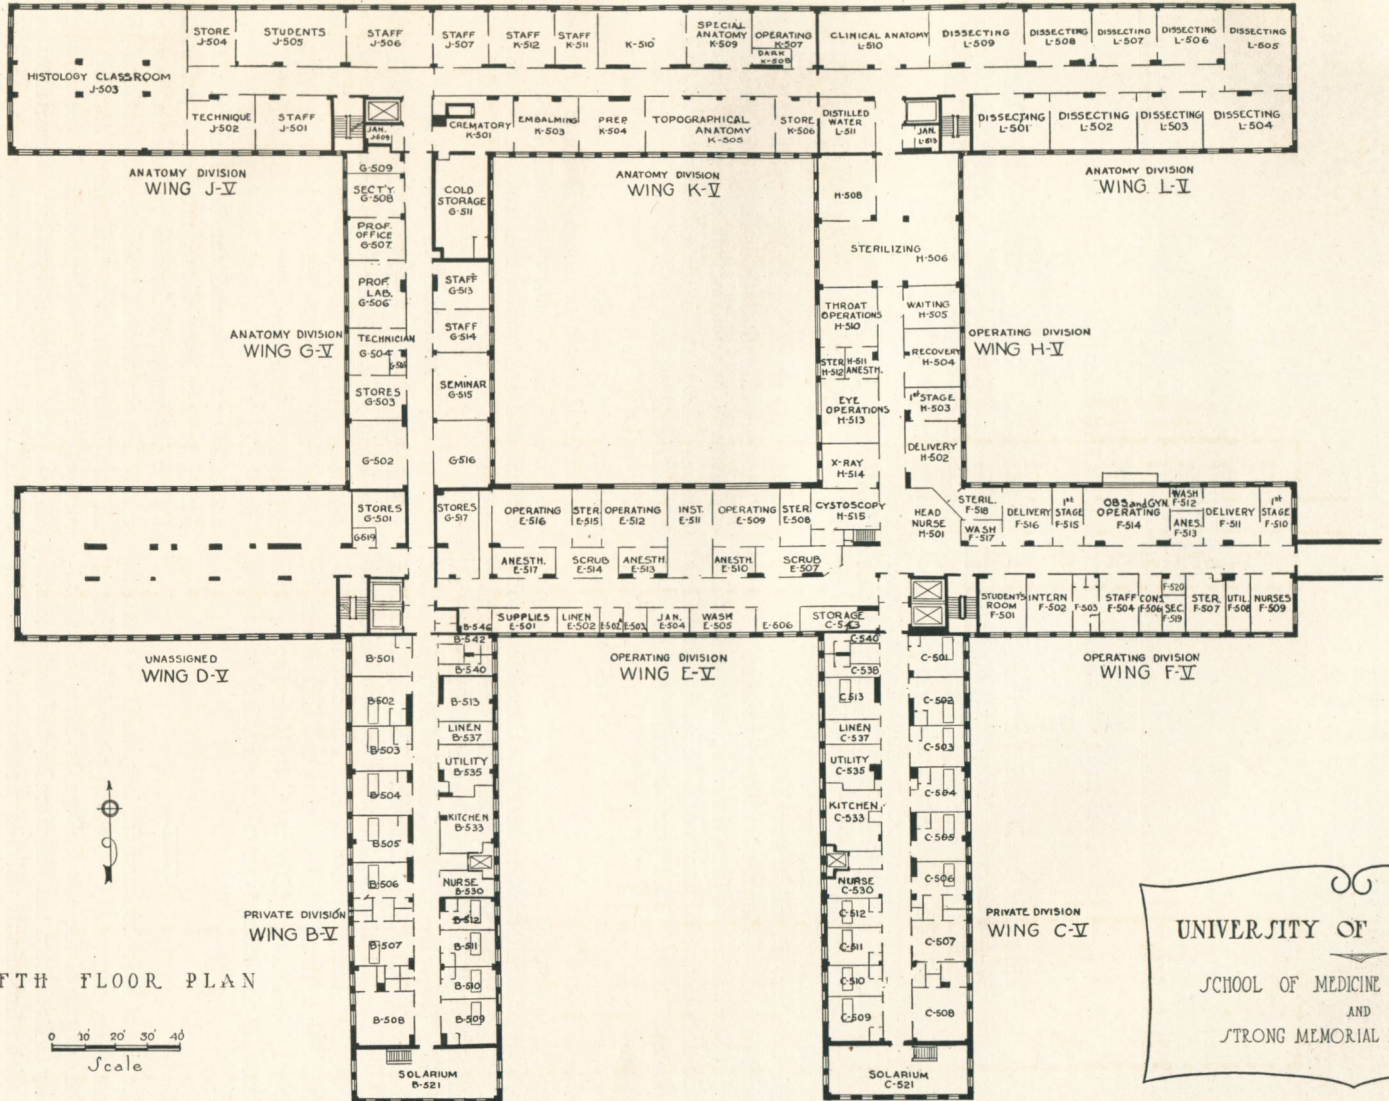 STORE
J-504
STUDENTS
J-505
STAFF
J-506
STAFF
J-507
STAFF
K-512
STAFF
K-511
K-510
SPECIAL
ANATOMY
K-509
OPERATING
K-507
DARK
K-508
CLINICAL ANATOMY
L-510
DISSECTING
L-509
DISSECTING
L-508
DISSECTING
L-507
DISSECTING
L-506
DISSECTING
L-505
HISTOLOGY CLASSROOM
J-503
TECHNIQUE
J-502
STAFF
J-501
JAN.
CREMATORY
K-501
EMBALMING
K-503
PREP.
K-504
TOPOGRAPHICAL
ANATOMY
K-505
STORE
K-506
DISTILLED
WATER
L-511
JAN.
L-513
DISSECTING
L-501
DISSECTING
L-502
DISSECTING
L-503
DISSECTING
L-504
ANATOMY DIVISION
WING J-V
ANATOMY DIVISION
WING K-V
ANATOMY DIVISION
WING L-V
G-509
SECT'Y
G-508
PROF.
OFFICE
G-507
PROF.
LAB.
G-506
TECHNICIAN
G-504
G-505
STORES
G-503
G-502
COLD
STORAGE
G-511
STAFF
G-513
STAFF
G-514
SEMINAR
G-515
G-516
ANATOMY DIVISION
WING G-V
H-508
STERILIZING
H-506
THROAT
OPERATIONS
H-510
WAITING
H-505
STER.
H-512
H-511
ANESTH.
RECOVERY
H-504
EYE
OPERATIONS
H-513
1st STAGE
H-503
X-RAY
H-514
DELIVERY
H-502
OPERATING DIVISION
WING H-V
STORES
G-501
G-519
STORES
G-517
OPERATING
E-516
STER.
E-515
OPERATING
E-512
INST.
E-511
OPERATING
E-509
STER.
E-508
CYSTOSCOPY
H-515
ANESTH.
E-517
SCRUB
E-514
ANESTH.
E-513
ANESTH.
E-510
SCRUB
E-507
HEAD
NURSE
H-501
STERIL.
F-518
WASH
F-517
DELIVERY
F-516
1st
STAGE
F-515
OBS and GYN
OPERATING
F-514
WASH
F-512
ANES.
F-513
DELIVERY
F-511
1st
STAGE
F-510
SUPPLIES
E-501
LINEN
E-502
E-503
JAN.
E-504
WASH
E-505
E-606
STORAGE
C-543
STUDENTS
ROOM
F-501
INTERN
F-502
F-503
STAFF
F-504
CONS.
F-506
F-520
SEC.
F-519
STER.
F-507
UTIL.
F-508
NURSES
F-509
UNASSIGNED
WING D-V
OPERATING DIVISION
WING E-V
OPERATING DIVISION
WING F-V
B-546
B-542
B-540
B-501
B-502
B-503
B-504
B-505
B-506
B-507
B-508
B-513
LINEN
B-537
UTILITY
B-535
KITCHEN
B-533
NURSE
B-530
B-512
B-511
B-510
B-509
SOLARIUM
B-521
PRIVATE DIVISION
WING B-V
C-540
C-538
C-513
LINEN
C-537
UTILITY
C-535
KITCHEN
C-533
NURSE
C-530
C-512
C-511
C-510
C-509
C-501
C-502
C-503
C-504
C-505
C-506
C-507
C-508
SOLARIUM
C-521
PRIVATE DIVISION
WING C-V
FTH FLOOR PLAN
0 10' 20' 30' 40'
Scale
UNIVERSITY OF
SCHOOL OF MEDICINE
AND
STRONG MEMORIAL